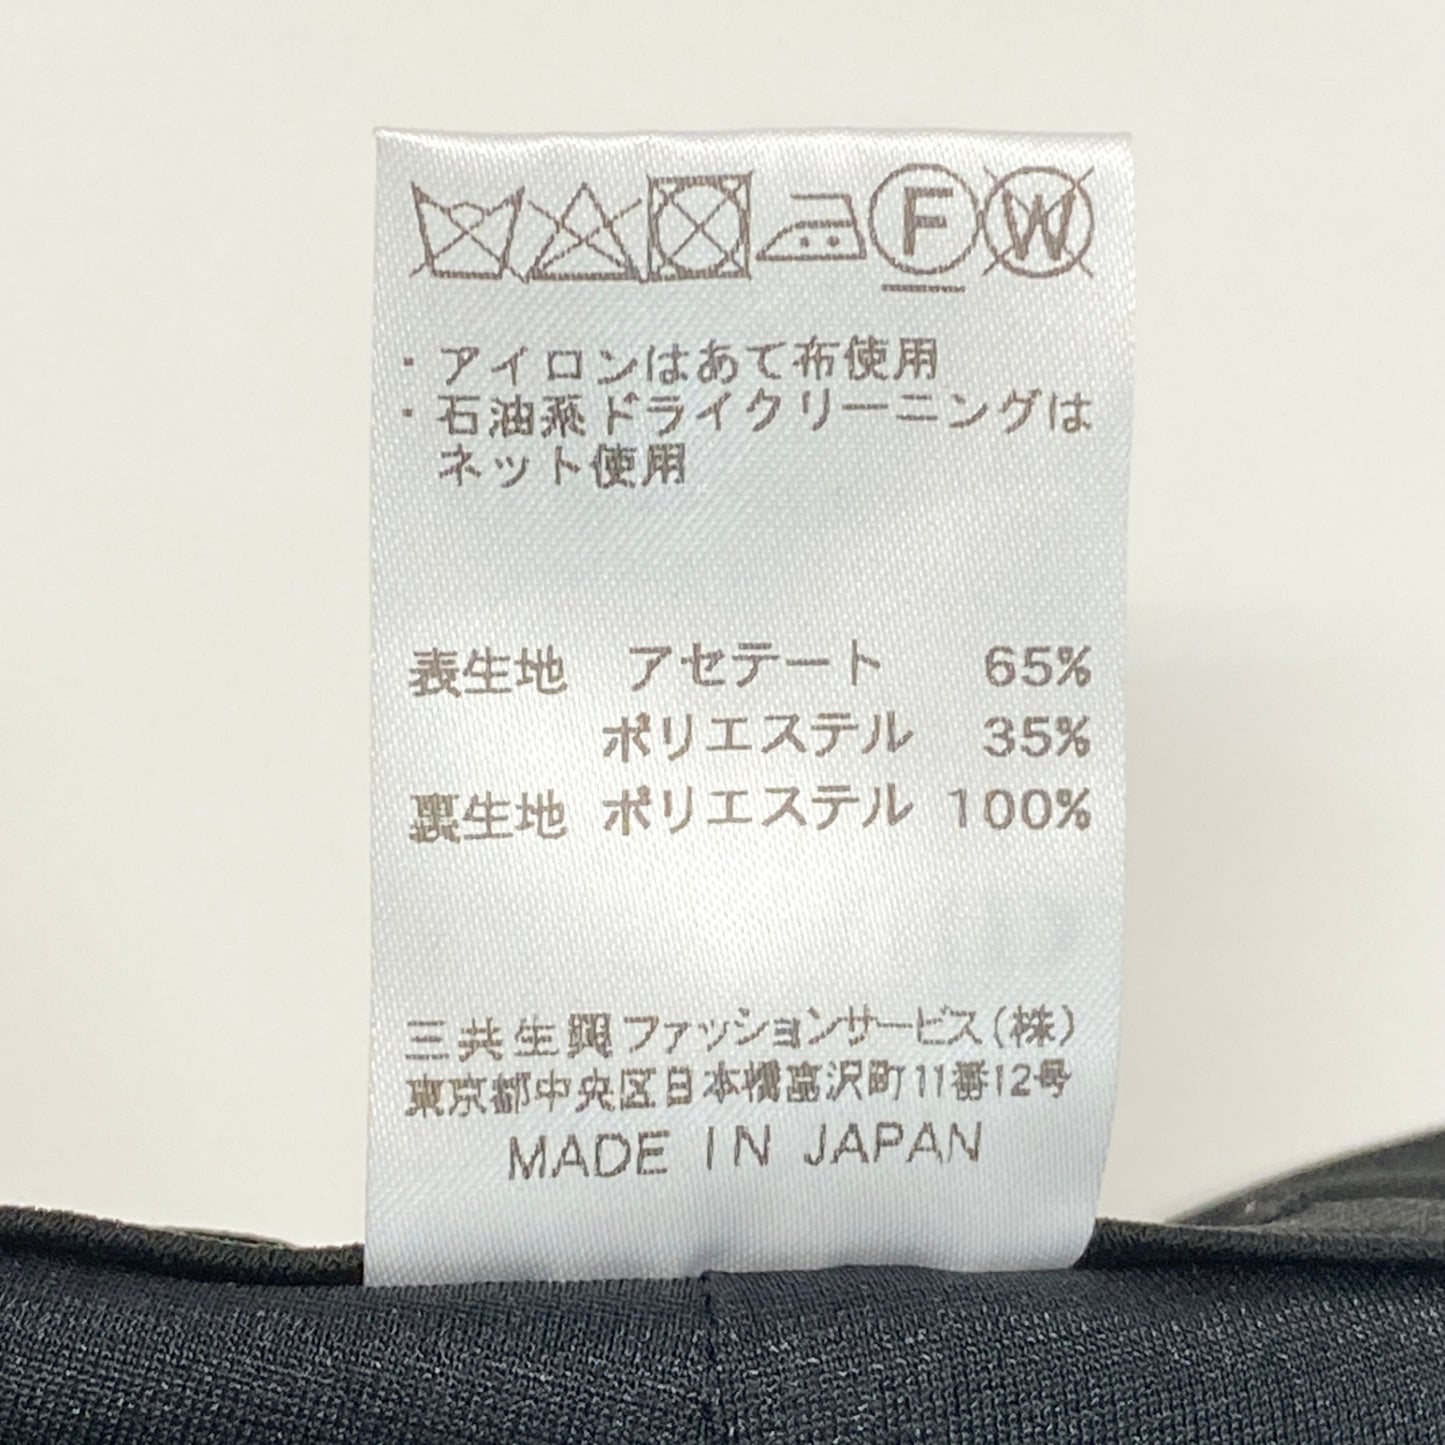 F W
・アイロンはあて布使用
・石油系ドライクリーニングは
ネット使用
表生地 アセテート 65%
ポリエステル 35%
裏生地 ポリエステル 100%
三共生興ファッションサービス(株)
東京都中央区日本橋富沢町11番12号
MADE IN JAPAN